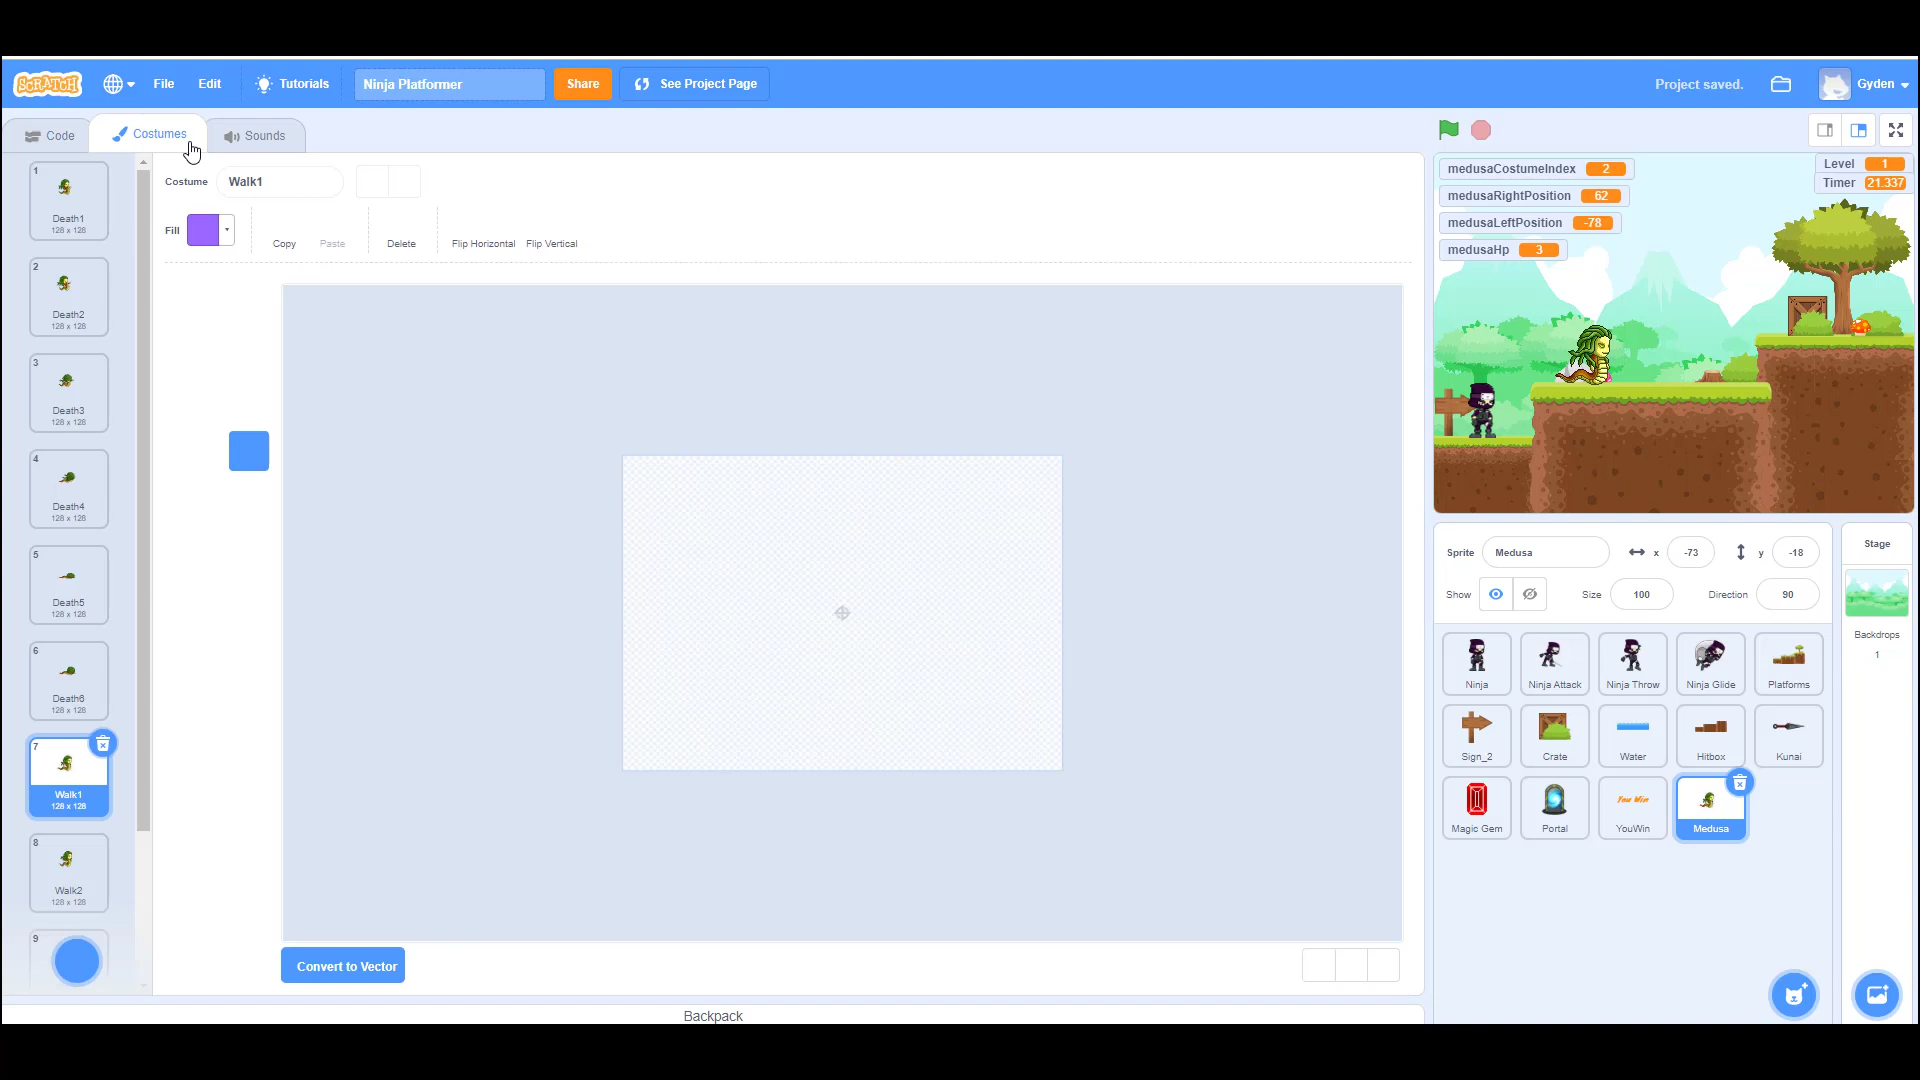 SCRATCH File Edit Tutorials Ninja Platformer Share See Project Page Project saved. Gyden
Code Costumes Sounds
1
Death1
128 x 128
2
Death2
128 x 128
3
Death3
128 x 128
4
Death4
128 x 128
5
Death5
128 x 128
6
Death6
128 x 128
7
Walk1
128 x 128
8
Walk2
128 x 128
9
Costume Walk1
Fill Copy Paste Delete Flip Horizontal Flip Vertical
Convert to Vector
Backpack
medusaCostumeIndex 2
medusaRightPosition 62
medusaLeftPosition -78
medusaHp 3
Level 1
Timer 21.337
Sprite Medusa x -73 y -18
Show Size 100 Direction 90
Ninja Ninja Attack Ninja Throw Ninja Glide Platforms
Sign_2 Crate Water Hitbox Kunai
Magic Gem Portal You Win YouWin Medusa
Stage
Backdrops
1